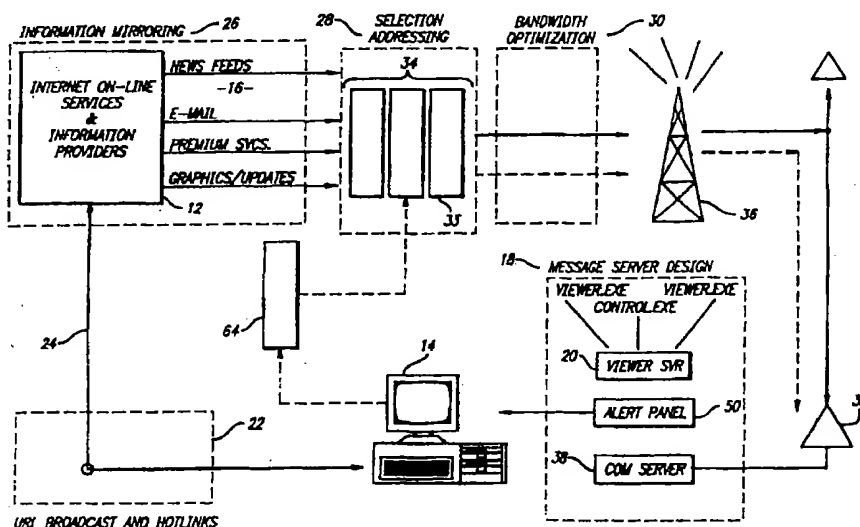 INFORMATION MIRRORING
26
INTERNET ON-LINE
SERVICES
&
INFORMATION
PROVIDERS
NEWS FEEDS
-16-
E-MAIL
PREMIUM SVCS.
GRAPHICS/UPDATES
12
28
SELECTION
ADDRESSING
34
33
BANDWIDTH
OPTIMIZATION
30
36
24
64
14
18
MESSAGE SERVER DESIGN
VIEWER.EXE
VIEWER.EXE
CONTROL.EXE
20
VIEWER SVR
ALERT PANEL
50
38
COM SERVER
22
URL BROADCAST AND HOTLINKS